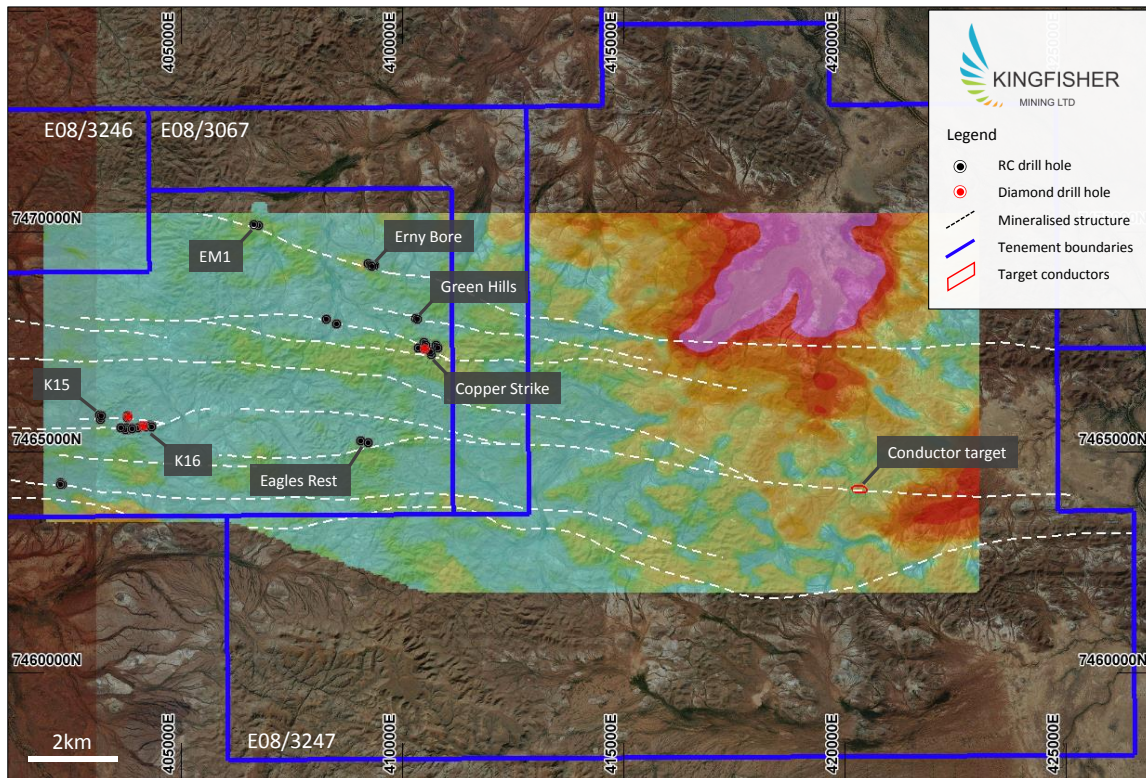 405000E
410000E
415000E
420000E
425000E
KINGFISHER
MINING LTD
Legend
RC drill hole
Diamond drill hole
Mineralised structure
Tenement boundaries
Target conductors
E08/3246
E08/3067
7470000N
EM1
Erny Bore
Green Hills
Copper Strike
K15
K16
7465000N
7465000N
Eagles Rest
Conductor target
7460000N
7460000N
E08/3247
2km
405000E
410000E
415000E
420000E
425000E